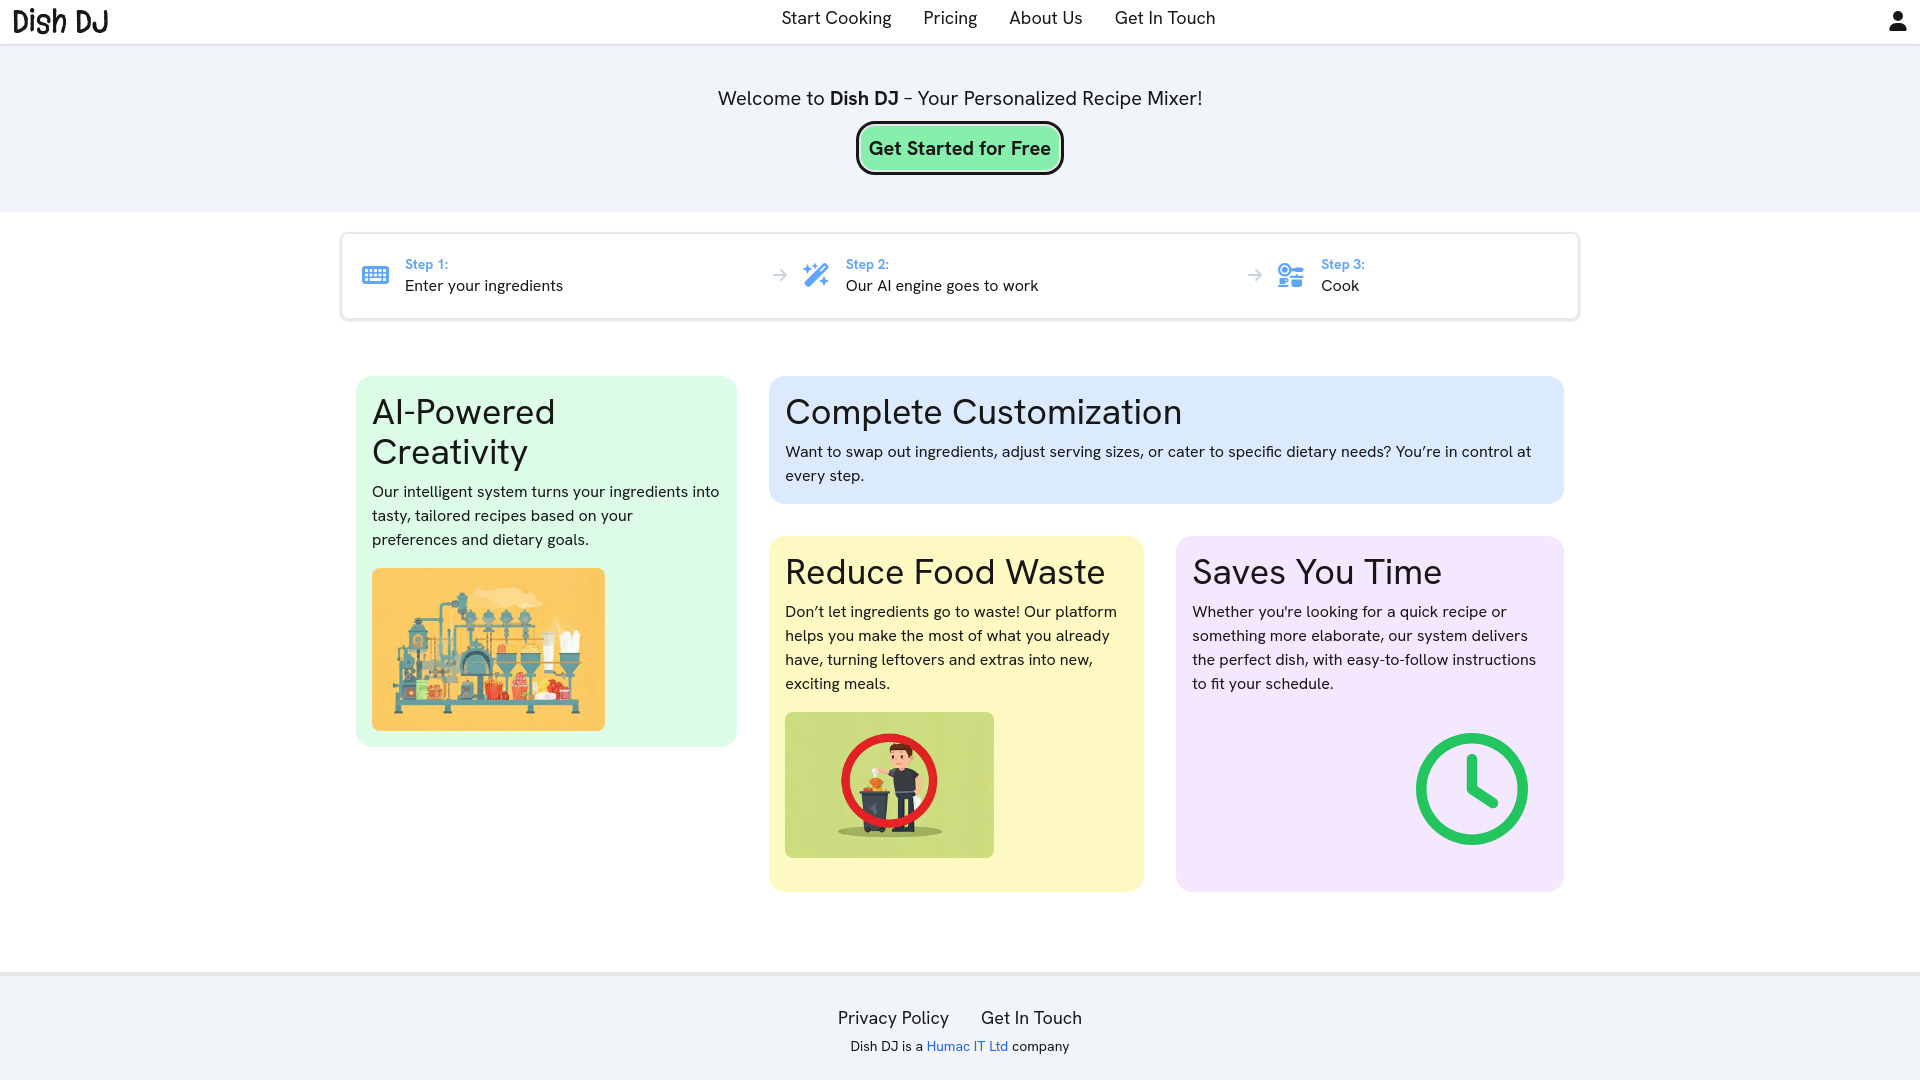 Dish DJ
Start Cooking
Pricing
About Us
Get In Touch
Welcome to Dish DJ – Your Personalized Recipe Mixer!
Get Started for Free
Step 1:
Enter your ingredients
Step 2:
Our AI engine goes to work
Step 3:
Cook
AI-Powered
Creativity
Our intelligent system turns your ingredients into
tasty, tailored recipes based on your
preferences and dietary goals.
Complete Customization
Want to swap out ingredients, adjust serving sizes, or cater to specific dietary needs? You’re in control at
every step.
Reduce Food Waste
Don’t let ingredients go to waste! Our platform
helps you make the most of what you already
have, turning leftovers and extras into new,
exciting meals.
Saves You Time
Whether you're looking for a quick recipe or
something more elaborate, our system delivers
the perfect dish, with easy-to-follow instructions
to fit your schedule.
Privacy Policy
Get In Touch
Dish DJ is a Humac IT Ltd company